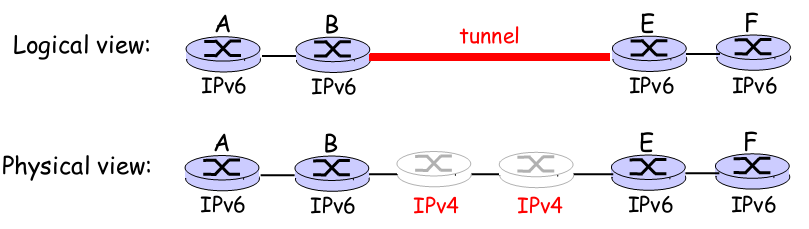 A B tunnel E F
Logical view:
IPv6 IPv6 IPv6 IPv6
A B E F
Physical view:
IPv6 IPv6 IPv4 IPv4 IPv6 IPv6